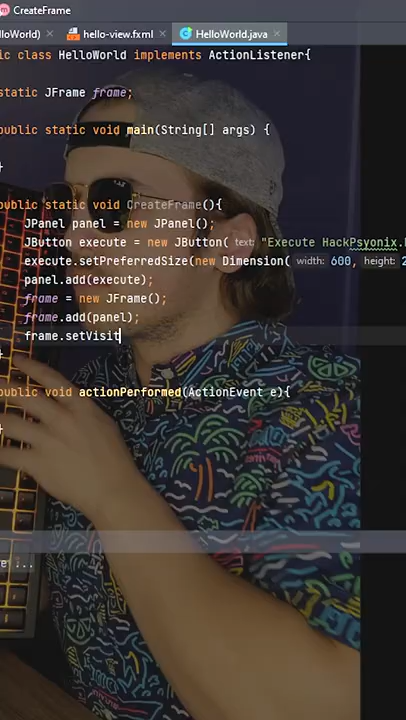 CreateFrame
lloWorld) hello-view.fxml HelloWorld.java
ic class HelloWorld implements ActionListener{
static JFrame frame;
public static void main(String[] args) {
}
public static void CreateFrame(){
JPanel panel = new JPanel();
JButton execute = new JButton( text: "Execute HackPsyonix.
execute.setPreferredSize(new Dimension( width: 600, height: 2
panel.add(execute);
frame = new JFrame();
frame.add(panel);
frame.setVisit
}
public void actionPerformed(ActionEvent e){
}